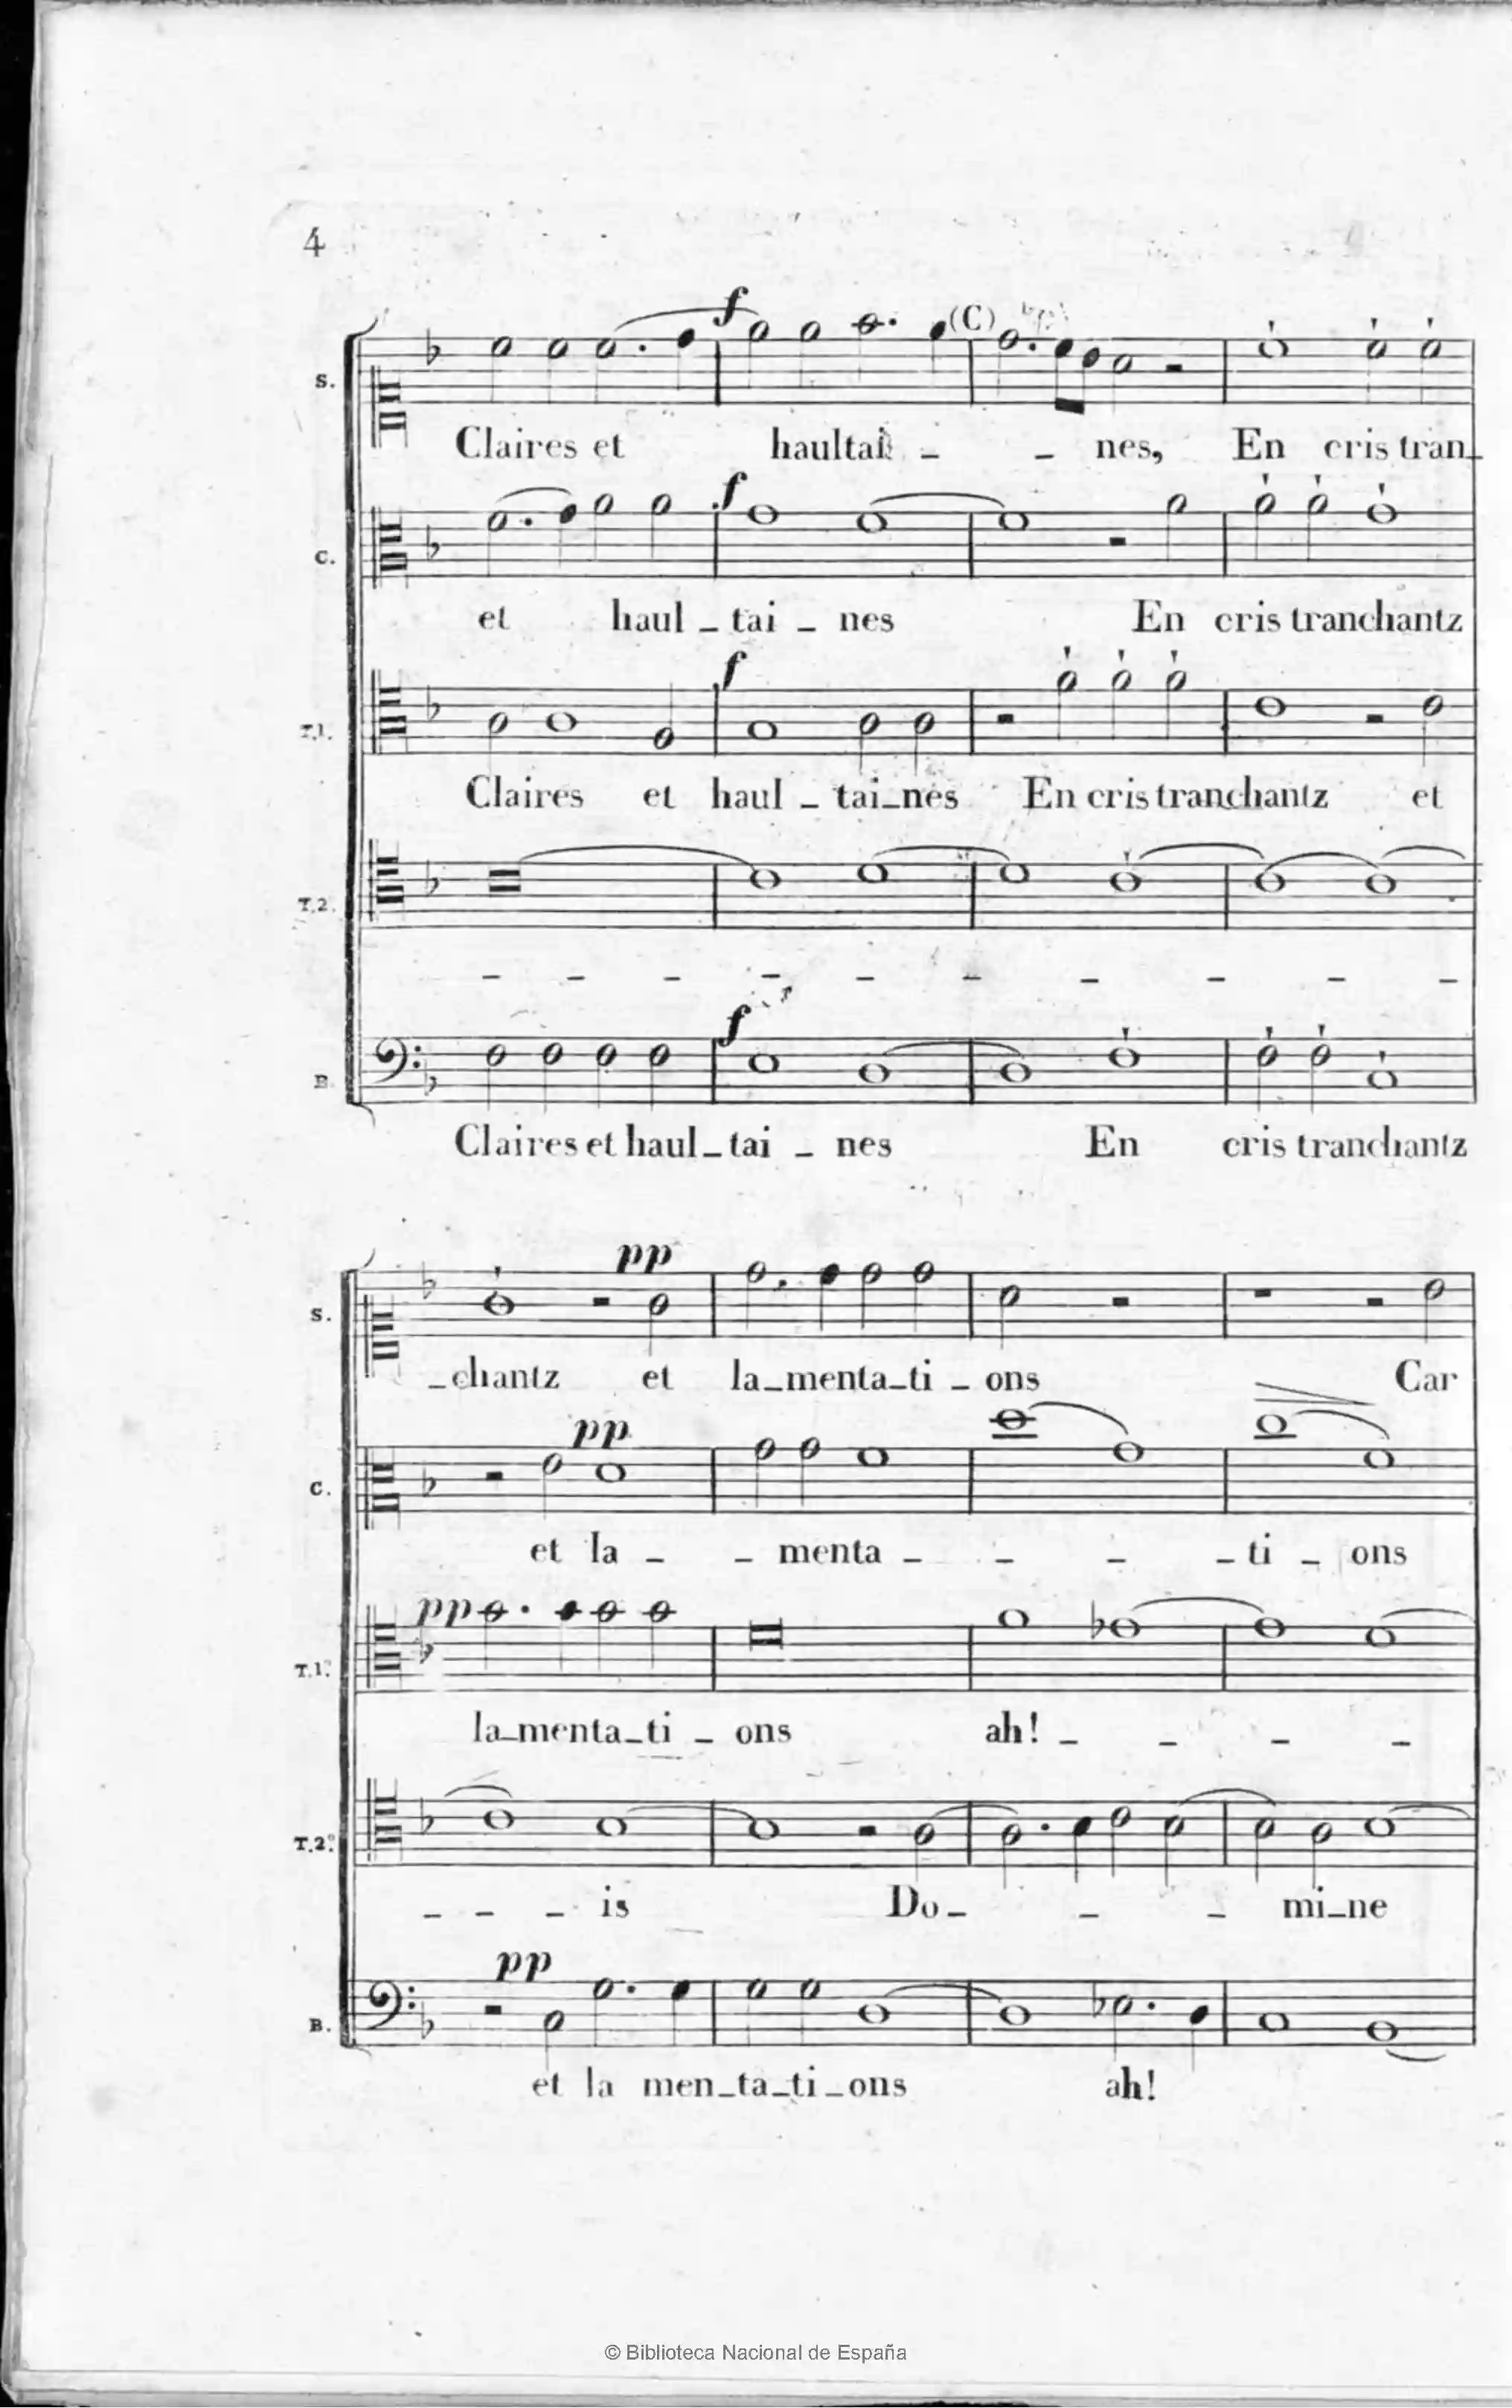 4
f
(C)
S.
Claires et haultai _ _ nes, En cris tran_
f
C.
et haul _ tai _ nes En cris tranchantz
f
T.1.
Claires et haul _ tai_nes En cris tranchantz et
T.2.
_ _ _ _ _ _ _ _ _ _
f
B.
Claires et haul_tai _ nes En cris tranchantz
pp
S.
_chantz et la_menta_ti _ ons Car
pp
C.
et la _ _ menta _ _ _ _ ti _ ons
pp
T.1º
la_menta_ti _ ons ah! _ _ _ _
T.2º
_ _ _ is Do_ _ _ mi_ne
pp
B.
et la men_ta_ti_ons ah!
© Biblioteca Nacional de España